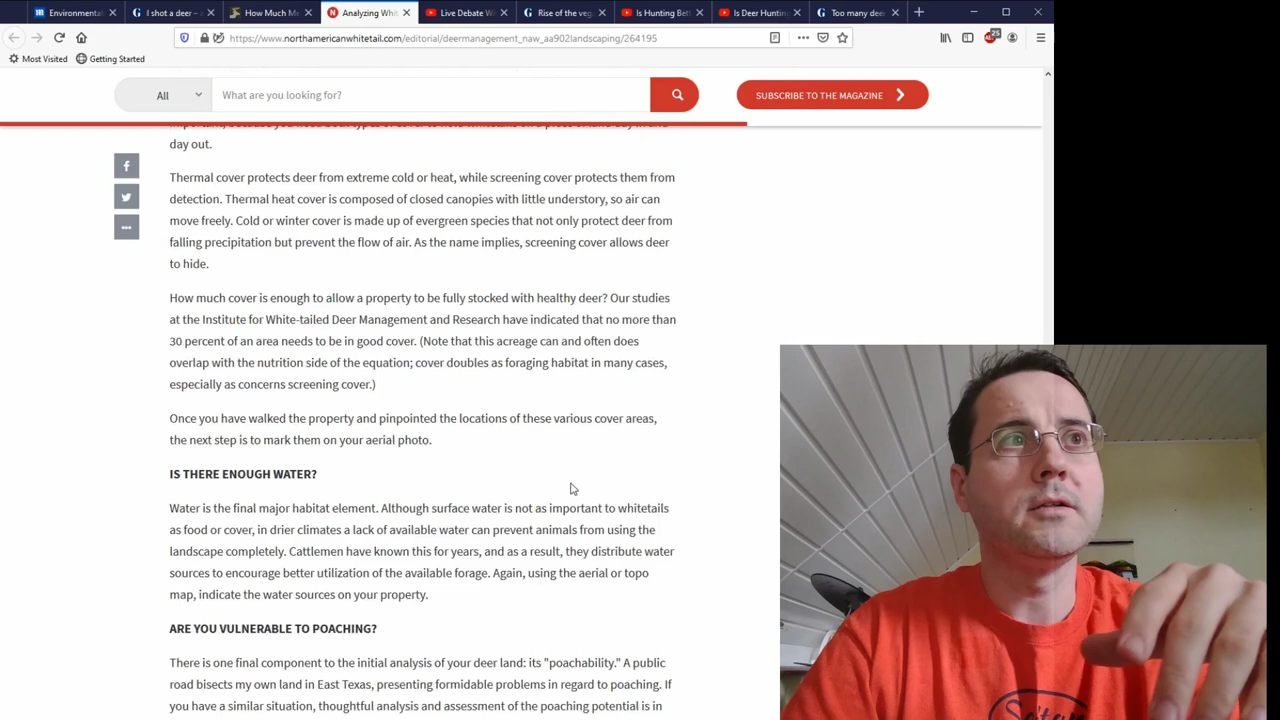 Environmental
I shot a deer –
How Much Me
Analyzing Whit
Live Debate Wi
Rise of the veg
Is Hunting Bett
Is Deer Hunting
Too many deer
https://www.northamericanwhitetail.com/editorial/deermanagement_naw_aa902landscaping/264195
25
Most Visited
Getting Started
All
What are you looking for?
SUBSCRIBE TO THE MAGAZINE
day out.
Thermal cover protects deer from extreme cold or heat, while screening cover protects them from
detection. Thermal heat cover is composed of closed canopies with little understory, so air can
move freely. Cold or winter cover is made up of evergreen species that not only protect deer from
falling precipitation but prevent the flow of air. As the name implies, screening cover allows deer
to hide.
How much cover is enough to allow a property to be fully stocked with healthy deer? Our studies
at the Institute for White-tailed Deer Management and Research have indicated that no more than
30 percent of an area needs to be in good cover. (Note that this acreage can and often does
overlap with the nutrition side of the equation; cover doubles as foraging habitat in many cases,
especially as concerns screening cover.)
Once you have walked the property and pinpointed the locations of these various cover areas,
the next step is to mark them on your aerial photo.
IS THERE ENOUGH WATER?
Water is the final major habitat element. Although surface water is not as important to whitetails
as food or cover, in drier climates a lack of available water can prevent animals from using the
landscape completely. Cattlemen have known this for years, and as a result, they distribute water
sources to encourage better utilization of the available forage. Again, using the aerial or topo
map, indicate the water sources on your property.
ARE YOU VULNERABLE TO POACHING?
There is one final component to the initial analysis of your deer land: its "poachability." A public
road bisects my own land in East Texas, presenting formidable problems in regard to poaching. If
you have a similar situation, thoughtful analysis and assessment of the poaching potential is in